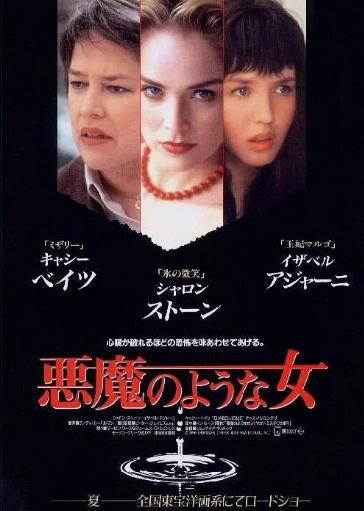 「ミザリー」
キャシー
ベイツ
「氷の微笑」
シャロン
ストーン
「王妃マルゴ」
イザベル
アジャーニ
心臓が破れるほどの恐怖を味あわせてあげる。
悪魔のような女
夏 全国東宝洋画系にてロードショー